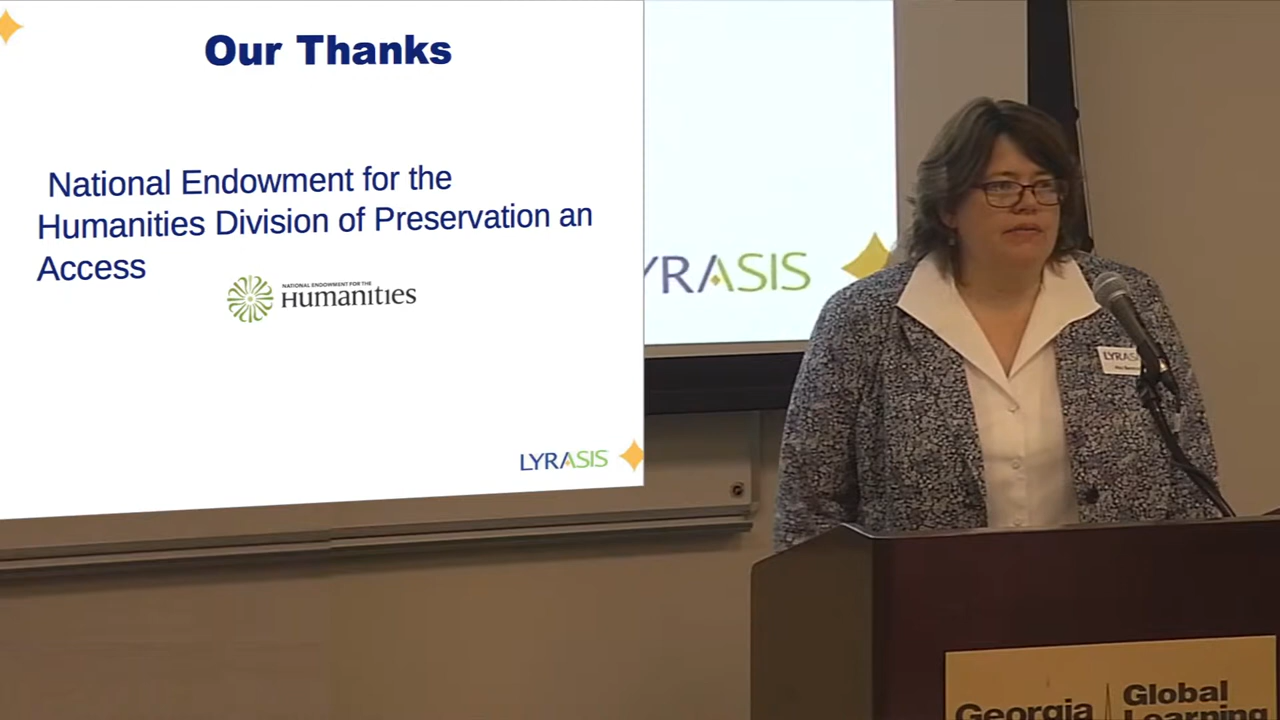 Our Thanks
National Endowment for the
Humanities Division of Preservation an
Access
NATIONAL ENDOWMENT FOR THE
Humanities
LYRASIS
YRASIS
LYRAS
Georgia
Global
Learning